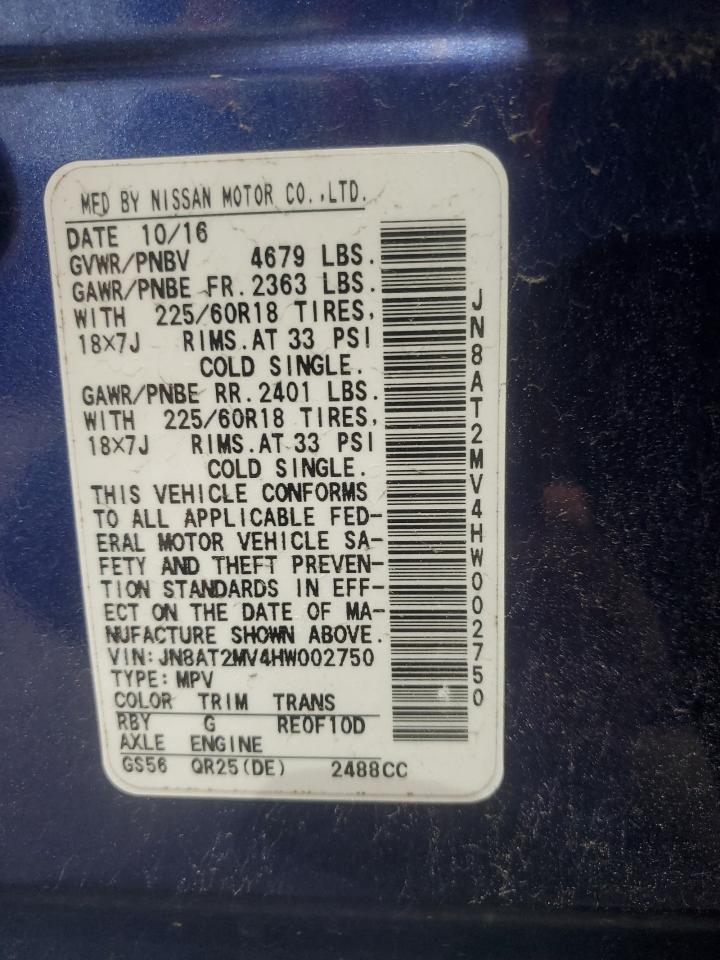 MFD BY NISSAN MOTOR CO.,LTD.
DATE 10/16
GVWR/PNBV 4679 LBS.
GAWR/PNBE FR. 2363 LBS.
WITH 225/60R18 TIRES,
18X7J RIMS. AT 33 PSI
COLD SINGLE.
GAWR/PNBE RR. 2401 LBS.
WITH 225/60R18 TIRES,
18X7J RIMS. AT 33 PSI
COLD SINGLE.
THIS VEHICLE CONFORMS
TO ALL APPLICABLE FED-
ERAL MOTOR VEHICLE SA-
FETY AND THEFT PREVEN-
TION STANDARDS IN EFF-
ECT ON THE DATE OF MA-
NUFACTURE SHOWN ABOVE.
VIN: JN8AT2MV4HW002750
TYPE: MPV
COLOR TRIM TRANS
RBY G RE0F10D
AXLE ENGINE
GS56 QR25(DE) 2488CC
JN8AT2MV4HW002750